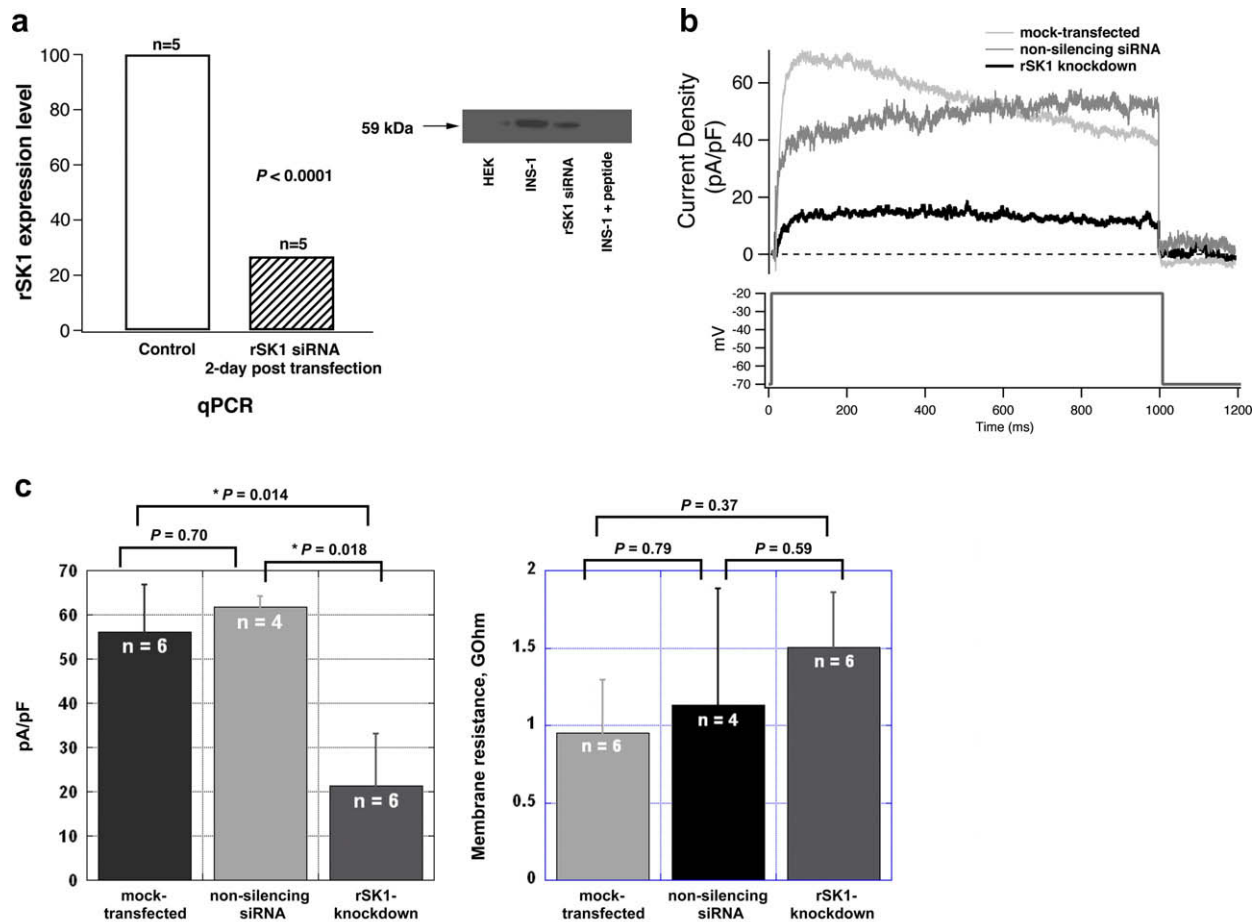 a
rSK1 expression level
100
80
60
40
20
0
n=5
P < 0.0001
n=5
Control
rSK1 siRNA
2-day post transfection
qPCR
59 kDa
HEK
INS-1
rSK1 siRNA
INS-1 + peptide
b
mock-transfected
non-silencing siRNA
rSK1 knockdown
Current Density
(pA/pF)
60
40
20
0
mV
-20
-30
-40
-50
-60
-70
0
200
400
600
800
1000
1200
Time (ms)
c
* P = 0.014
P = 0.70
* P = 0.018
pA/pF
70
60
50
40
30
20
10
0
n = 6
n = 4
n = 6
mock-
transfected
non-silencing
siRNA
rSK1-
knockdown
P = 0.37
P = 0.79
P = 0.59
Membrane resistance, GOhm
2
1.5
1
0.5
0
n = 6
n = 4
n = 6
mock-
transfected
non-silencing
siRNA
rSK1-
knockdown